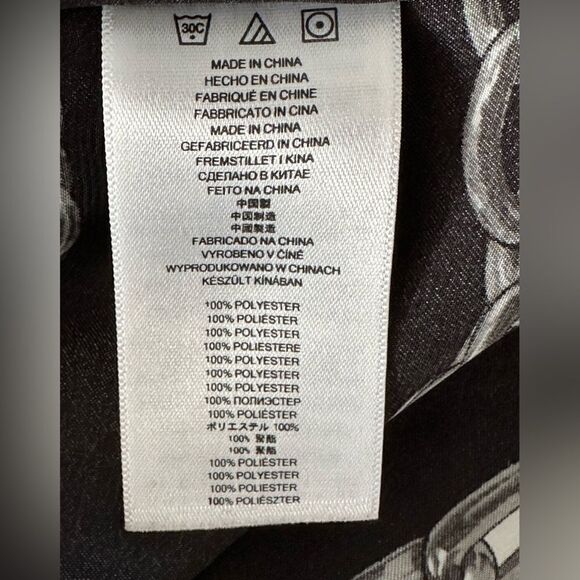 30C
MADE IN CHINA
HECHO EN CHINA
FABRIQUÉ EN CHINE
FABBRICATO IN CINA
MADE IN CHINA
GEFABRICEERD IN CHINA
FREMSTILLET I KINA
СДЕЛАНО В КИТАЕ
FEITO NA CHINA
中国製
中国制造
中國製造
FABRICADO NA CHINA
VYROBENO V ČÍNĚ
WYPRODUKOWANO W CHINACH
KÉSZÜLT KÍNÁBAN
100% POLYESTER
100% POLIÉSTER
100% POLYESTER
100% POLIESTERE
100% POLYESTER
100% POLYESTER
100% POLYESTER
100% ПОЛИЭСТЕР
100% POLIÉSTER
ポリエステル 100%
100% 聚酯
100% 聚酯
100% POLIÉSTER
100% POLYESTER
100% POLIESTER
100% POLIÉSZTER